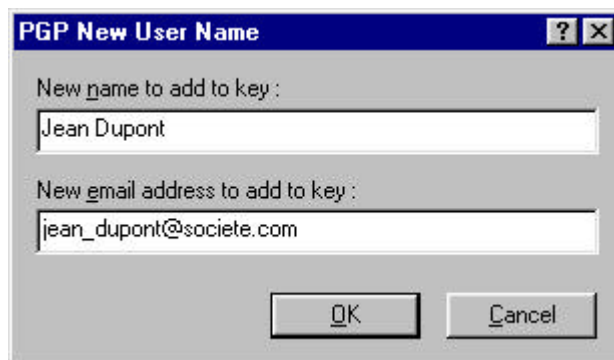 PGP New User Name
New name to add to key :
Jean Dupont
New email address to add to key :
jean_dupont@societe.com
OK Cancel